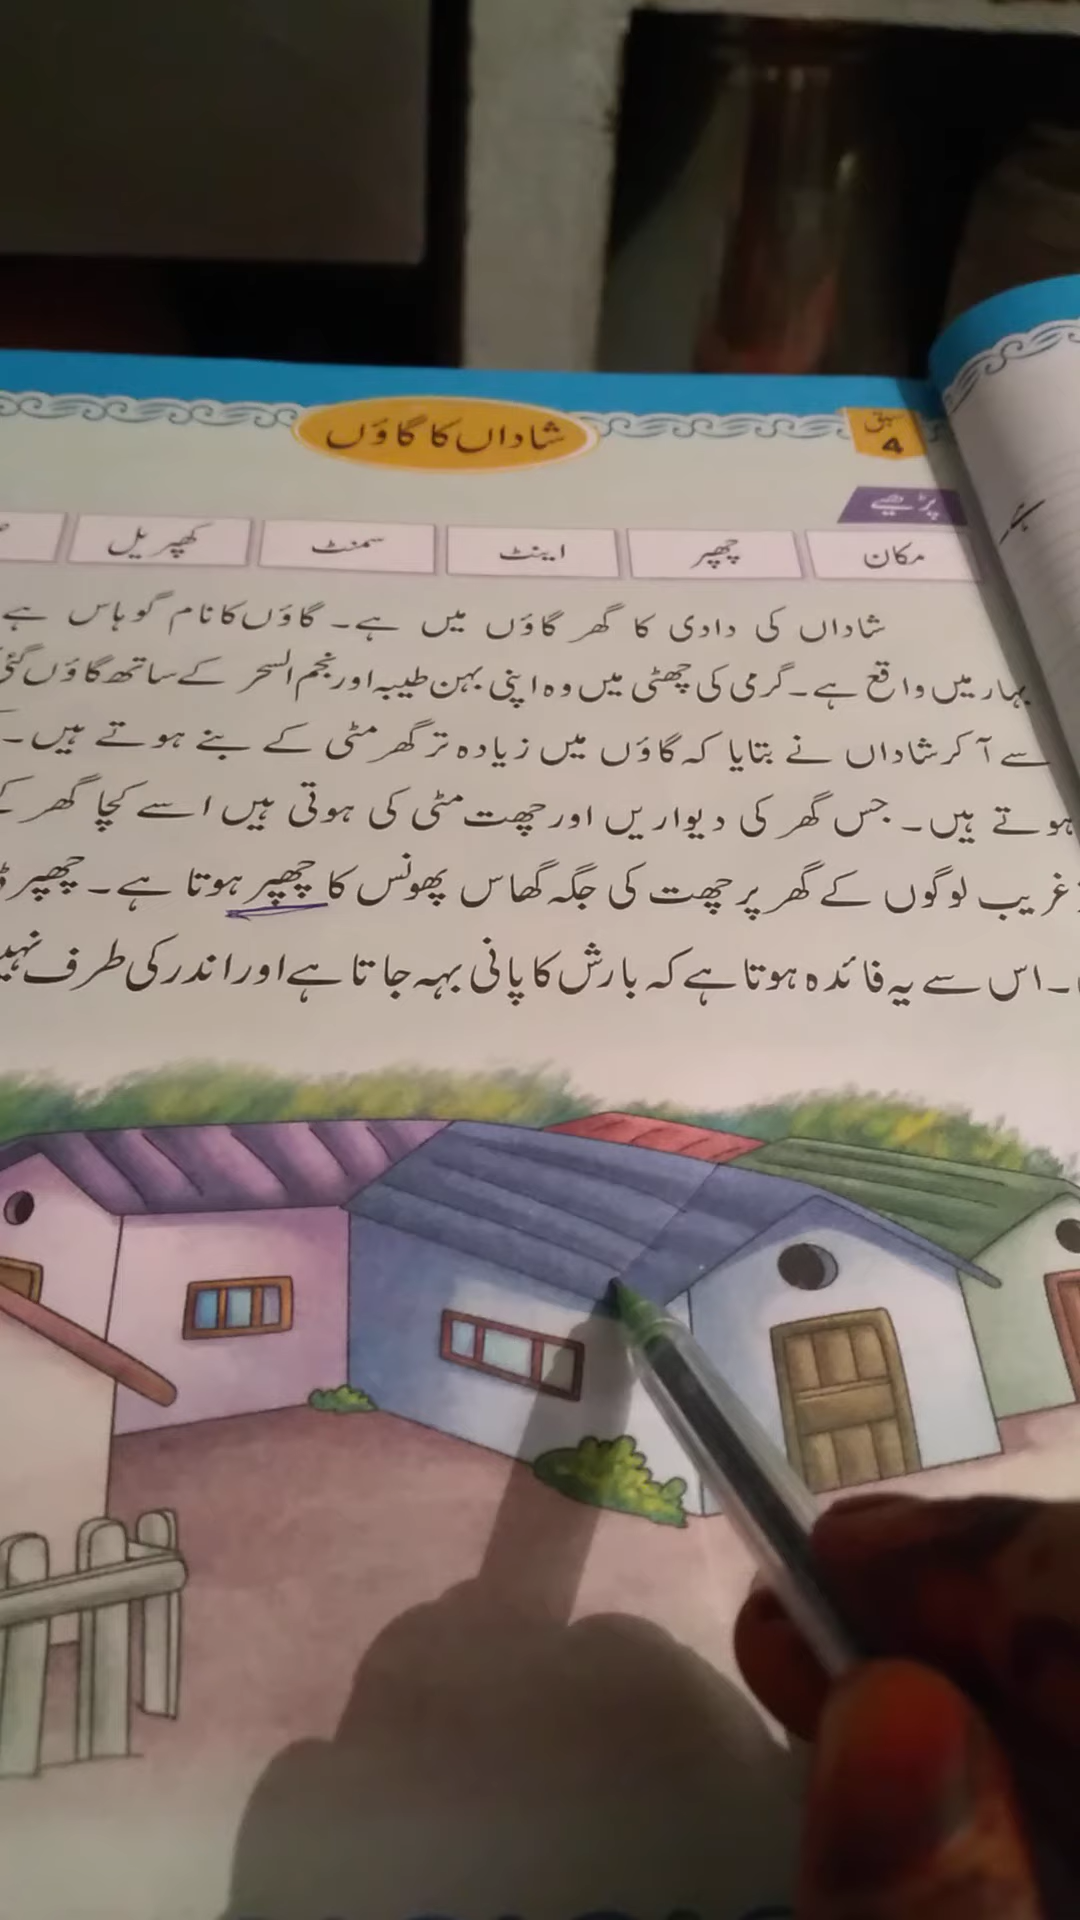 سبق
4
شاداں کا گاؤں
پڑھیے
مکان چھپر اینٹ سمنٹ کھپریل
شاداں کی دادی کا گھر گاؤں میں ہے۔ گاؤں کا نام گوہاس ہے
بہار میں واقع ہے۔ گرمی کی چھٹی میں وہ اپنی بہن طیبہ اور نجم السحر کے ساتھ گاؤں گئی
سے آ کر شاداں نے بتایا کہ گاؤں میں زیادہ تر گھر مٹی کے بنے ہوتے ہیں۔
ہوتے ہیں۔ جس گھر کی دیواریں اور چھت مٹی کی ہوتی ہیں اسے کچا گھر
غریب لوگوں کے گھر پر چھت کی جگہ گھاس پھونس کا چھپر ہوتا ہے۔ چھپر
۔ اس سے یہ فائدہ ہوتا ہے کہ بارش کا پانی بہہ جاتا ہے اور اندر کی طرف